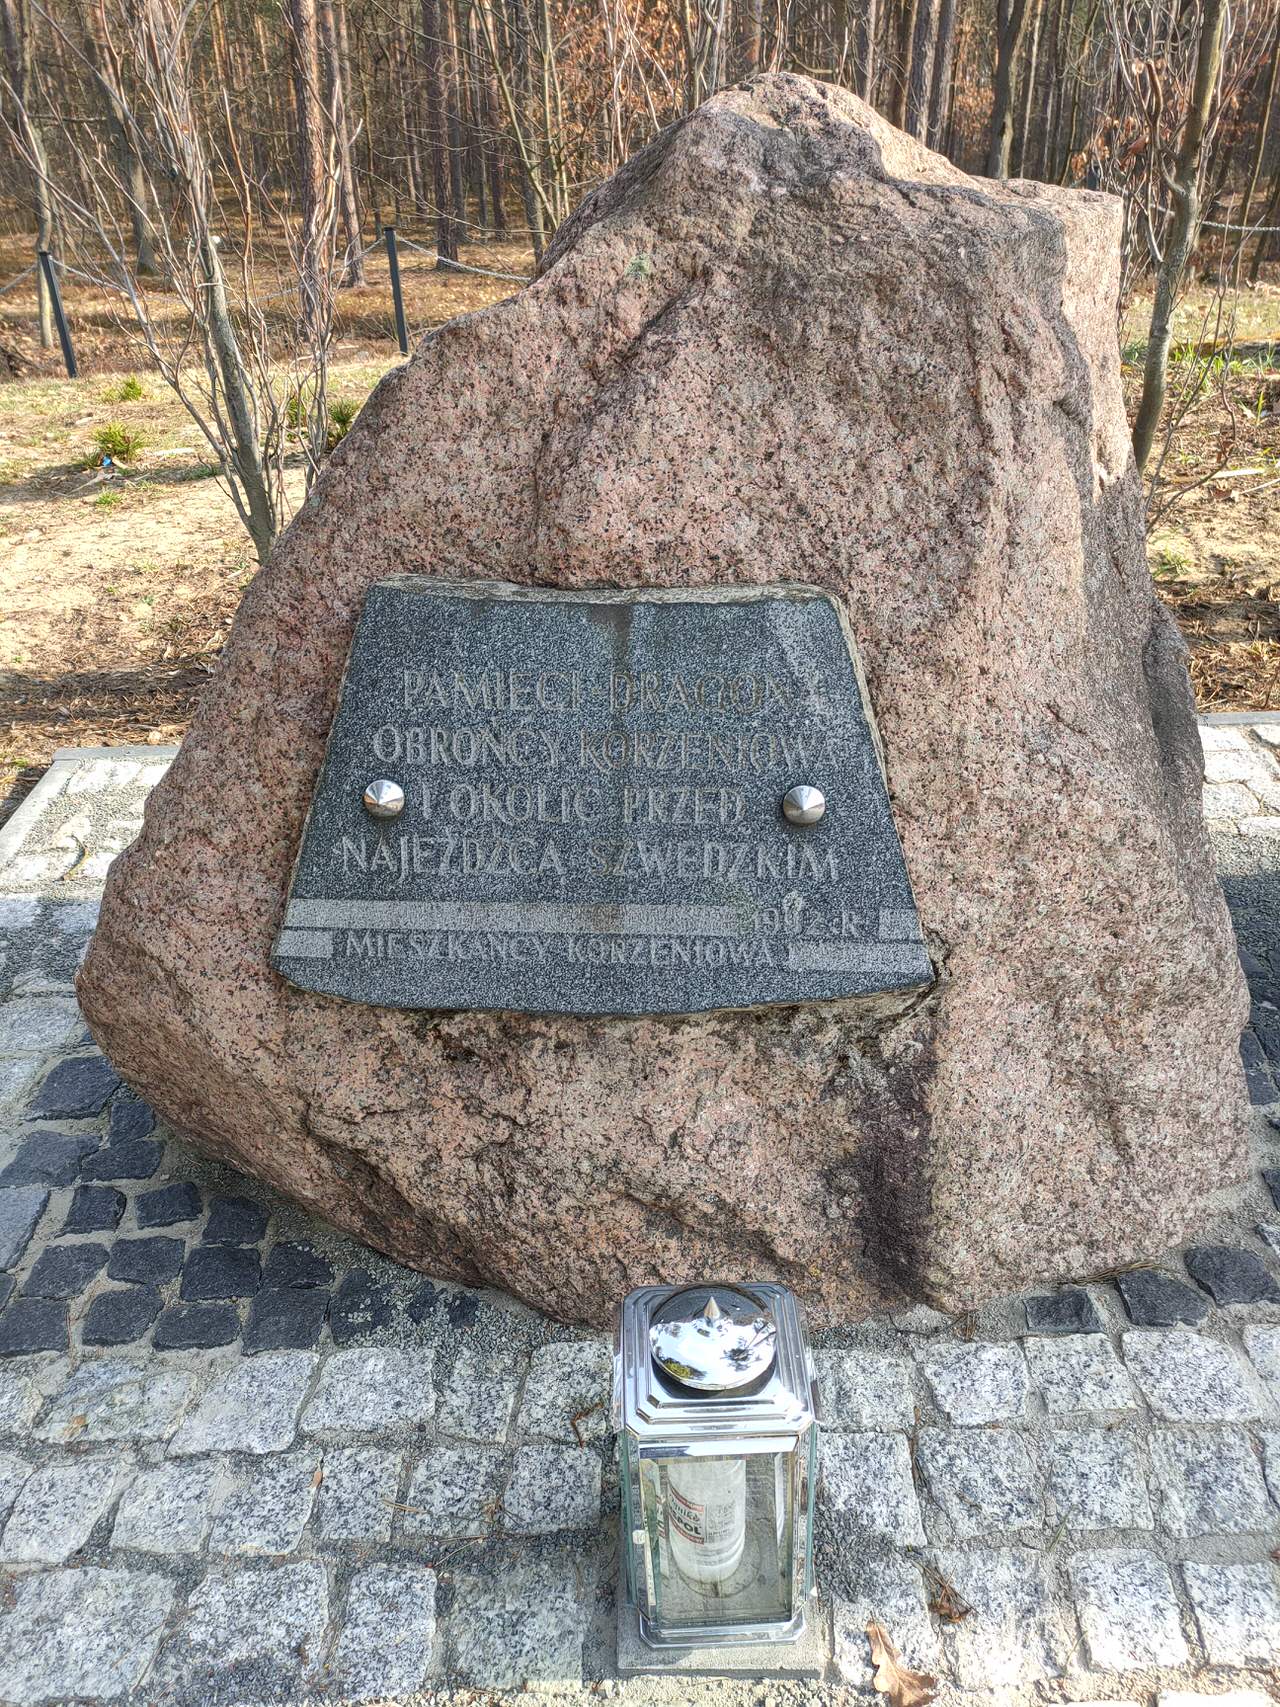 PAMIĘCI DRAGONA
OBROŃCY KORZENIOWA
I OKOLIC PRZED
NAJEŹDŹCĄ SZWEDZKIM
MIESZKAŃCY KORZENIOWA